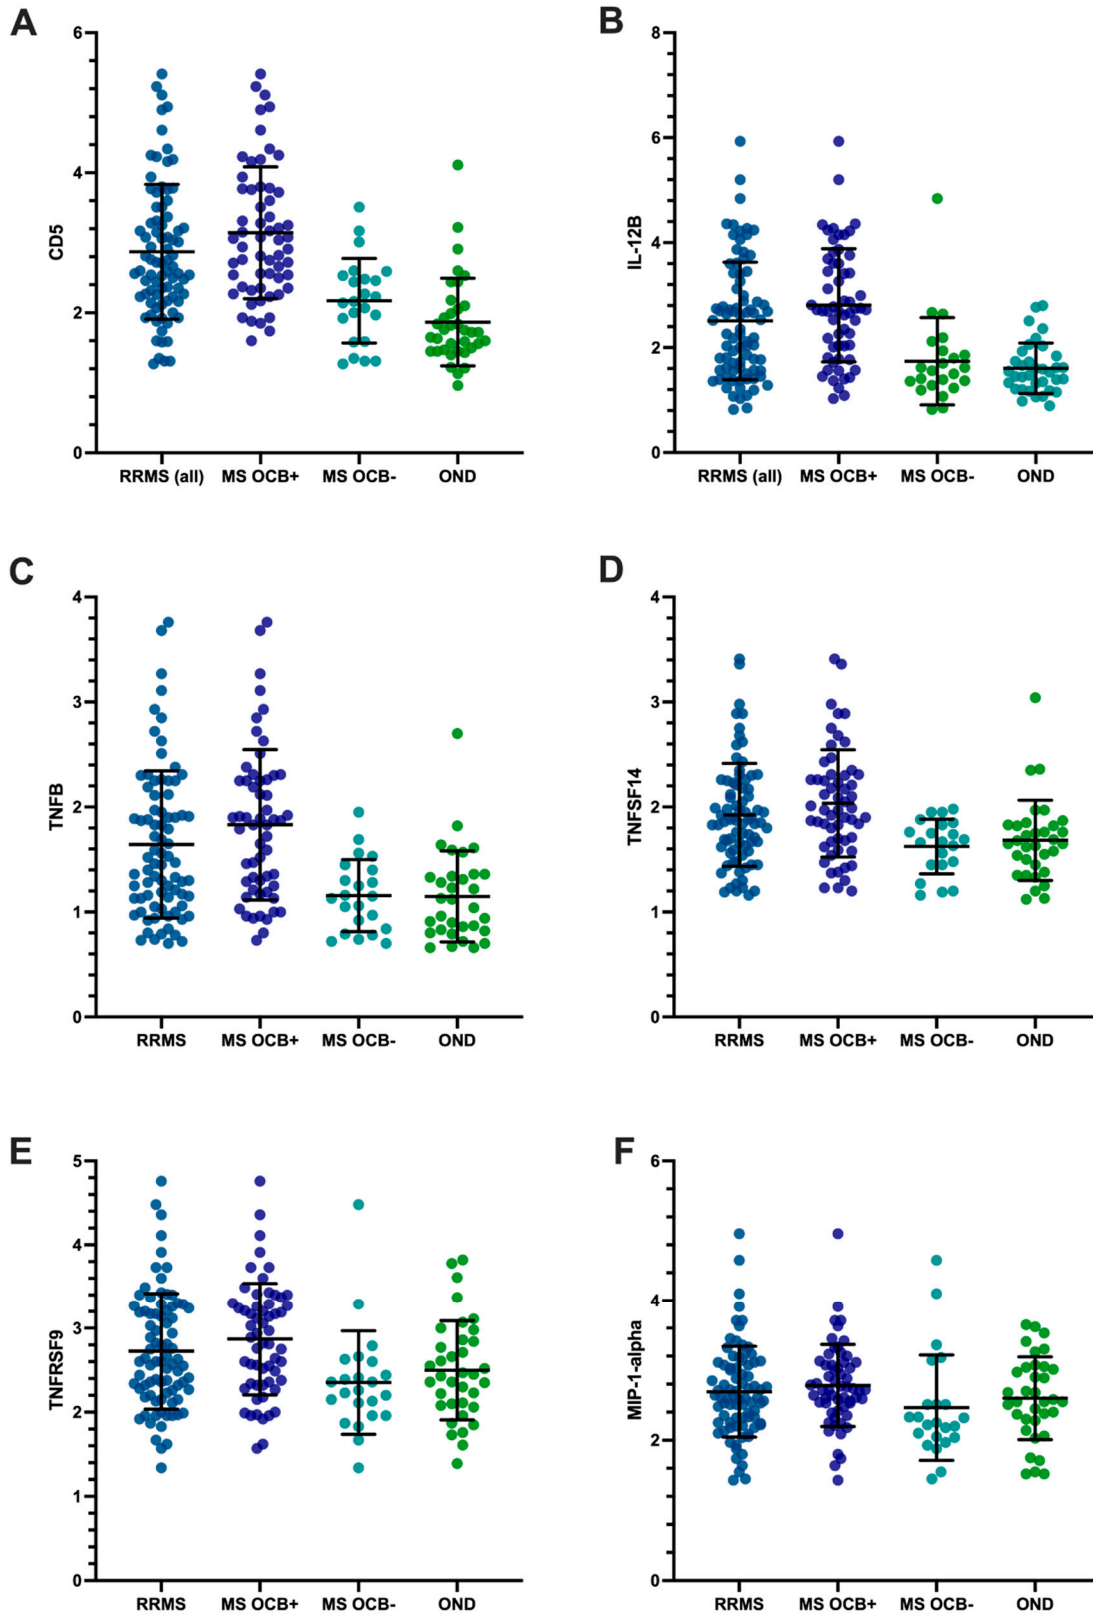 A
B
6
4
2
0
CD5
RRMS (all) MS OCB+ MS OCB- OND
8
6
4
2
0
IL-12B
RRMS (all) MS OCB+ MS OCB- OND
C
D
4
3
2
1
0
TNFB
RRMS MS OCB+ MS OCB- OND
4
3
2
1
0
TNFSF14
RRMS MS OCB+ MS OCB- OND
E
F
5
4
3
2
1
0
TNFRSF9
RRMS MS OCB+ MS OCB- OND
6
4
2
0
MIP-1-alpha
RRMS MS OCB+ MS OCB- OND